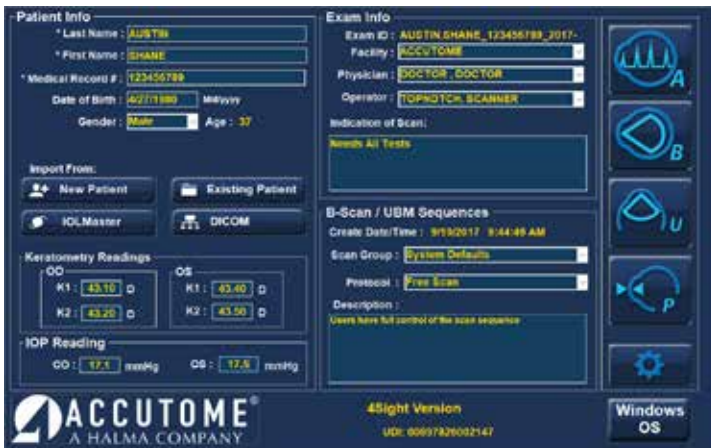 Patient Info
* Last Name : AUSTIN
* First Name : SHANE
* Medical Record # : 123456789
Date of Birth : 4/27/1980 M/d/yyyy
Gender : Male Age : 37
Import From:
New Patient
Existing Patient
IOLMaster
DICOM
Keratometry Readings
OD
K1 : 43.10 D
K2 : 43.20 D
OS
K1 : 43.40 D
K2 : 43.50 D
IOP Reading
OD : 17.1 mmHg OS : 17.5 mmHg
Exam Info
Exam ID : AUSTIN.SHANE_123456789_2017-
Facility : ACCUTOME
Physician : DOCTOR , DOCTOR
Operator : TOPNOTCH, SCANNER
Indication of Scan:
Needs All Tests
B-Scan / UBM Sequences
Create Date/Time : 9:44:49 AM
Scan Group : System Defaults
Protocol : Free Scan
Description :
Users have full control of the scan sequence
A
B
U
P
ACCUTOME®
A HALMA COMPANY
4Sight Version
UDI: 00897826002147
Windows
OS